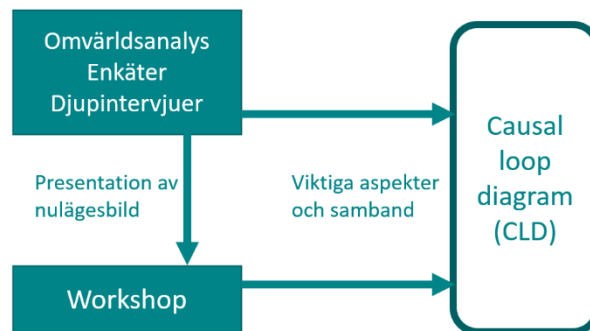 Omvärldsanalys
Enkäter
Djupintervjuer
Presentation av
nulägesbild
Viktiga aspekter
och samband
Causal
loop
diagram
(CLD)
Workshop